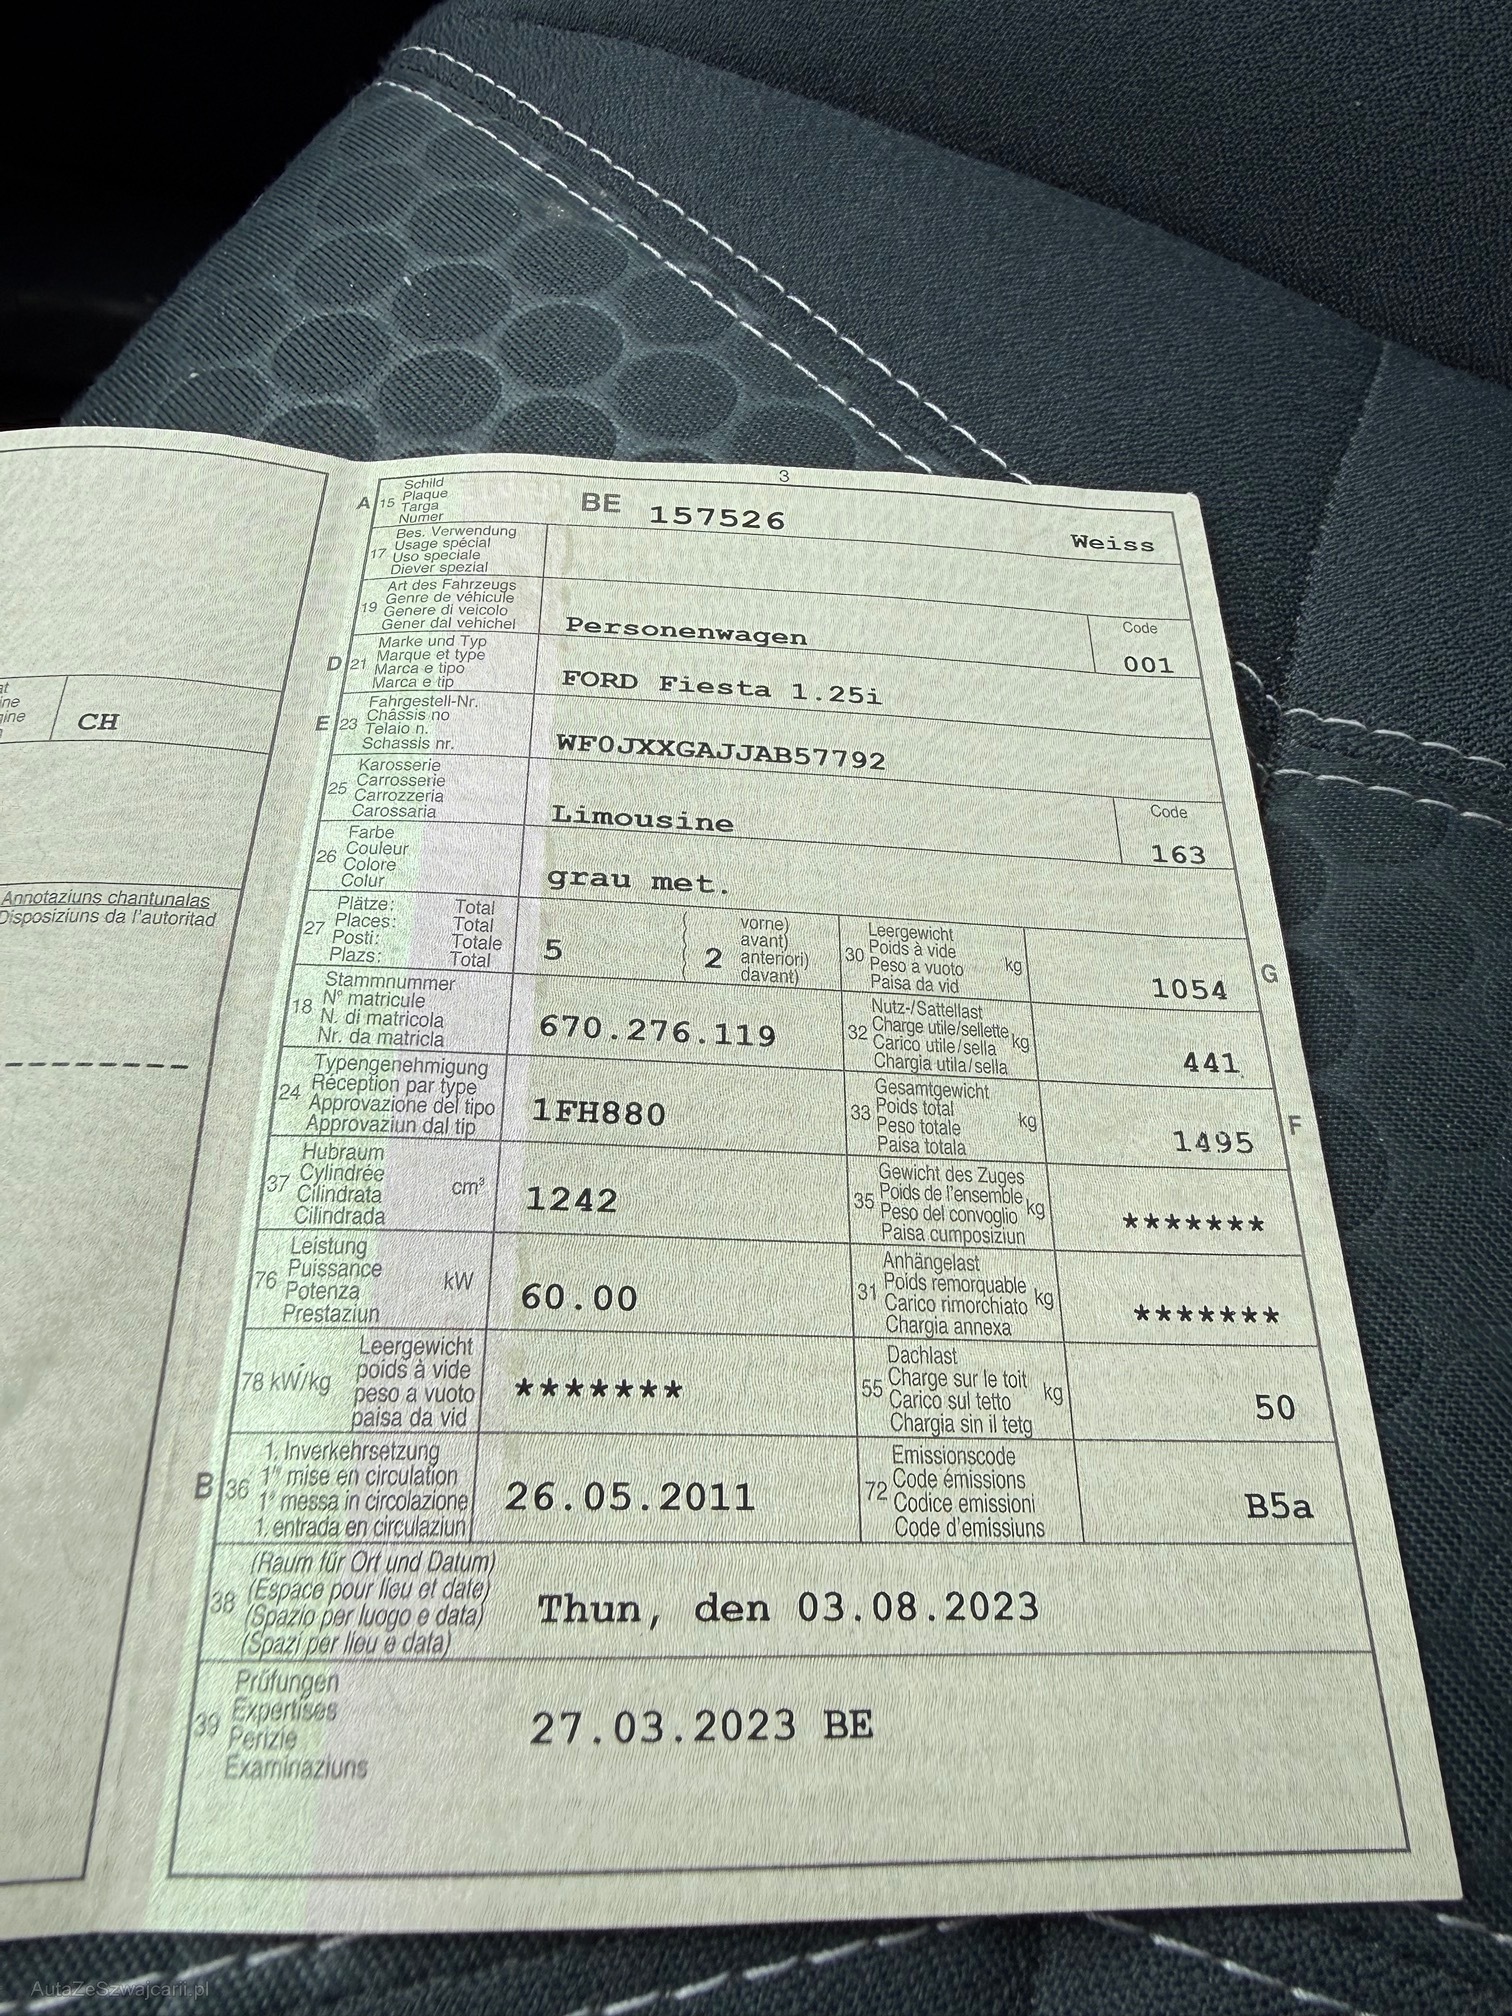 3
A 15 Schild
Plaque
Targa
Numer
BE 157526
Weiss
17 Bes. Verwendung
Usage spécial
Uso speciale
Diever spezial
19 Art des Fahrzeugs
Genre de véhicule
Genere di veicolo
Gener dal vehichel
Personenwagen
Code
001
D 21 Marke und Typ
Marque et type
Marca e tipo
Marca e tip
FORD Fiesta 1.25i
E 23 Fahrgestell-Nr.
Châssis no
Telaio n.
Schassis nr.
WF0JXXGAJJAB57792
25 Karosserie
Carrosserie
Carrozzeria
Carossaria
Limousine
Code
163
26 Farbe
Couleur
Colore
Colur
grau met.
27 Plätze: Total
Places: Total
Posti: Totale
Plazs: Total
5
2
vorne)
avant)
anteriori)
davant)
30 Leergewicht
Poids à vide
Peso a vuoto
Paisa da vid
kg
1054
G
18 Stammnummer
N° matricule
N. di matricola
Nr. da matricla
670.276.119
32 Nutz-/Sattellast
Charge utile/sellette
Carico utile/sella
Chargia utila/sella
kg
441
24 Typengenehmigung
Réception par type
Approvazione del tipo
Approvaziun dal tip
1FH880
33 Gesamtgewicht
Poids total
Peso totale
Paisa totala
kg
1495
F
37 Hubraum
Cylindrée
Cilindrata
Cilindrada
cm³
1242
35 Gewicht des Zuges
Poids de l'ensemble
Peso del convoglio
Paisa cumposiziun
kg
*******
76 Leistung
Puissance
Potenza
Prestaziun
kW
60.00
31 Anhängelast
Poids remorquable
Carico rimorchiato
Chargia annexa
kg
*******
78 kW/kg
Leergewicht
poids à vide
peso a vuoto
paisa da vid
*******
55 Dachlast
Charge sur le toit
Carico sul tetto
Chargia sin il tetg
kg
50
B 36 1. Inverkehrsetzung
1re mise en circulation
1a messa in circolazione
1. entrada en circulaziun
26.05.2011
72 Emissionscode
Code émissions
Codice emissioni
Code d'emissiuns
B5a
38 (Raum für Ort und Datum)
(Espace pour lieu et date)
(Spazio per luogo e data)
(Spazi per lieu e data)
Thun, den 03.08.2023
39 Prüfungen
Expertises
Perizie
Examinaziuns
27.03.2023 BE
CH
Annotaziuns chantunalas
Disposiziuns da l'autoritad
AutaZeSzwajcarii.pl